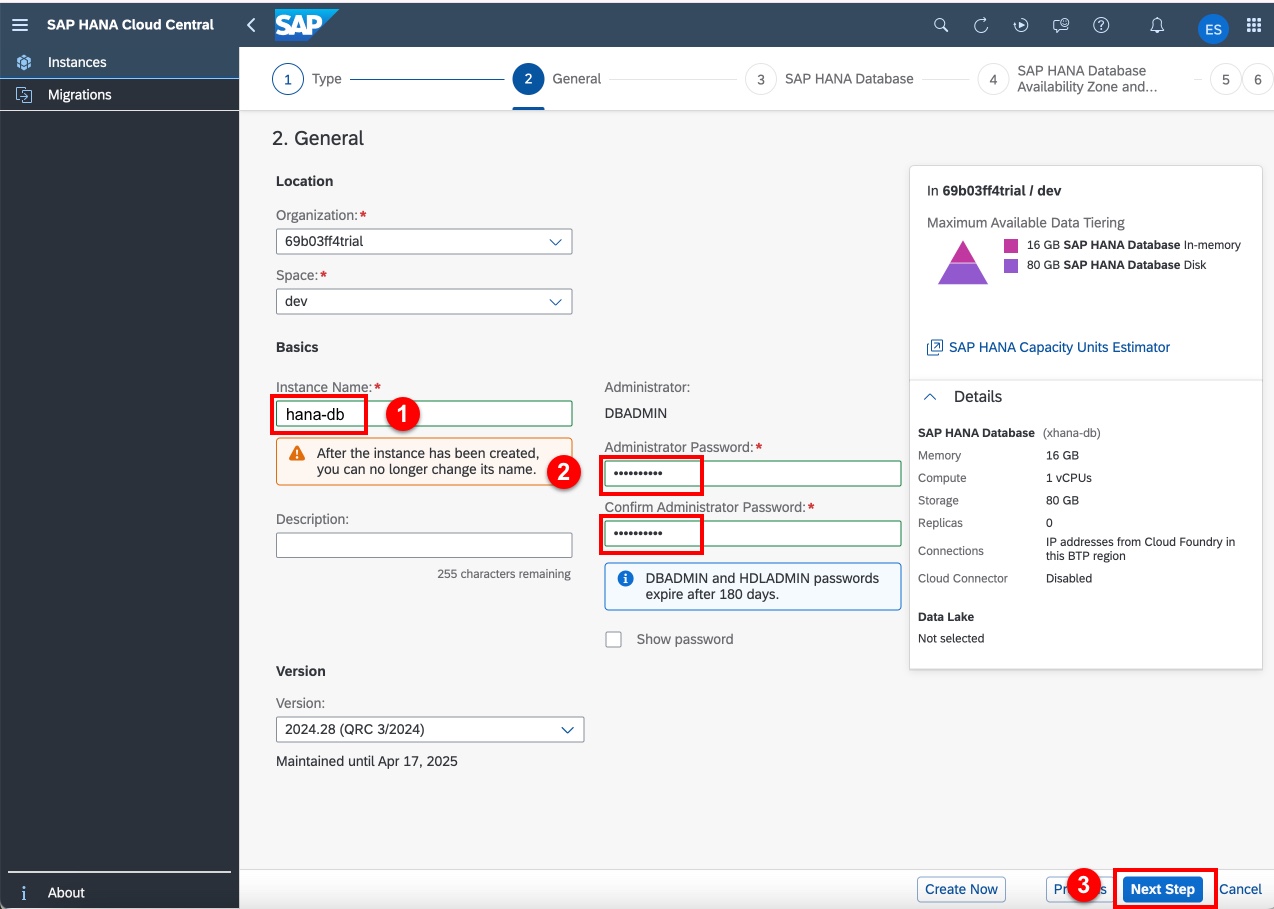 SAP HANA Cloud Central
SAP
ES
Instances
Migrations
1 Type
2 General
3 SAP HANA Database
4 SAP HANA Database
Availability Zone and...
5
6
2. General
Location
Organization:*
69b03ff4trial
Space:*
dev
Basics
Instance Name:*
hana-db
1
After the instance has been created,
you can no longer change its name.
2
Description:
255 characters remaining
Administrator:
DBADMIN
Administrator Password:*
••••••••••
Confirm Administrator Password:*
••••••••••
DBADMIN and HDLADMIN passwords
expire after 180 days.
Show password
Version
Version:
2024.28 (QRC 3/2024)
Maintained until Apr 17, 2025
In 69b03ff4trial / dev
Maximum Available Data Tiering
16 GB SAP HANA Database In-memory
80 GB SAP HANA Database Disk
SAP HANA Capacity Units Estimator
Details
SAP HANA Database (xhana-db)
Memory 16 GB
Compute 1 vCPUs
Storage 80 GB
Replicas 0
Connections IP addresses from Cloud Foundry in
this BTP region
Cloud Connector Disabled
Data Lake
Not selected
About
Create Now
3
Next Step
Cancel